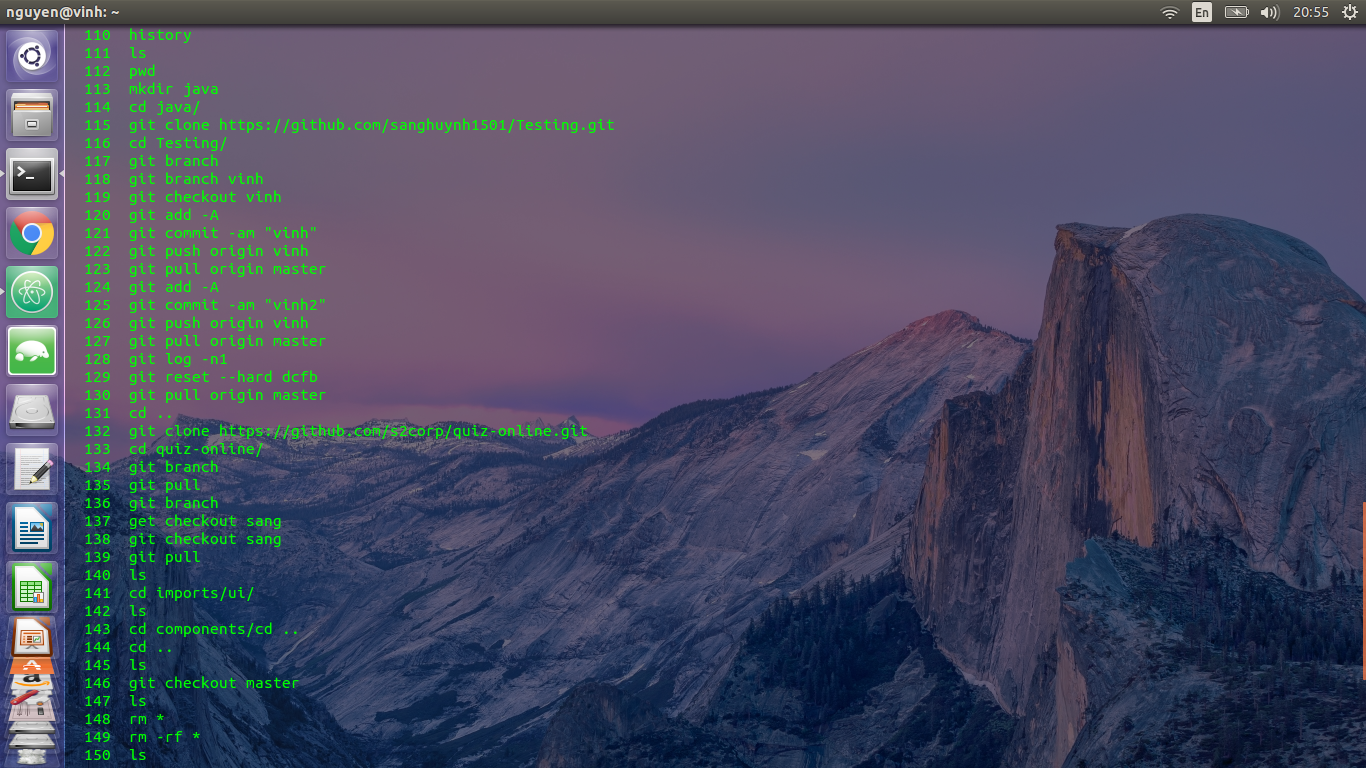 nguyen@vinh: ~
En
20:55
110 history
111 ls
112 pwd
113 mkdir java
114 cd java/
115 git clone https://github.com/sanghuynh1501/Testing.git
116 cd Testing/
117 git branch
118 git branch vinh
119 git checkout vinh
120 git add -A
121 git commit -am "vinh"
122 git push origin vinh
123 git pull origin master
124 git add -A
125 git commit -am "vinh2"
126 git push origin vinh
127 git pull origin master
128 git log -n1
129 git reset --hard dcfb
130 git pull origin master
131 cd ..
132 git clone https://github.com/s2corp/quiz-online.git
133 cd quiz-online/
134 git branch
135 git pull
136 git branch
137 get checkout sang
138 git checkout sang
139 git pull
140 ls
141 cd imports/ui/
142 ls
143 cd components/cd ..
144 cd ..
145 ls
146 git checkout master
147 ls
148 rm *
149 rm -rf *
150 ls